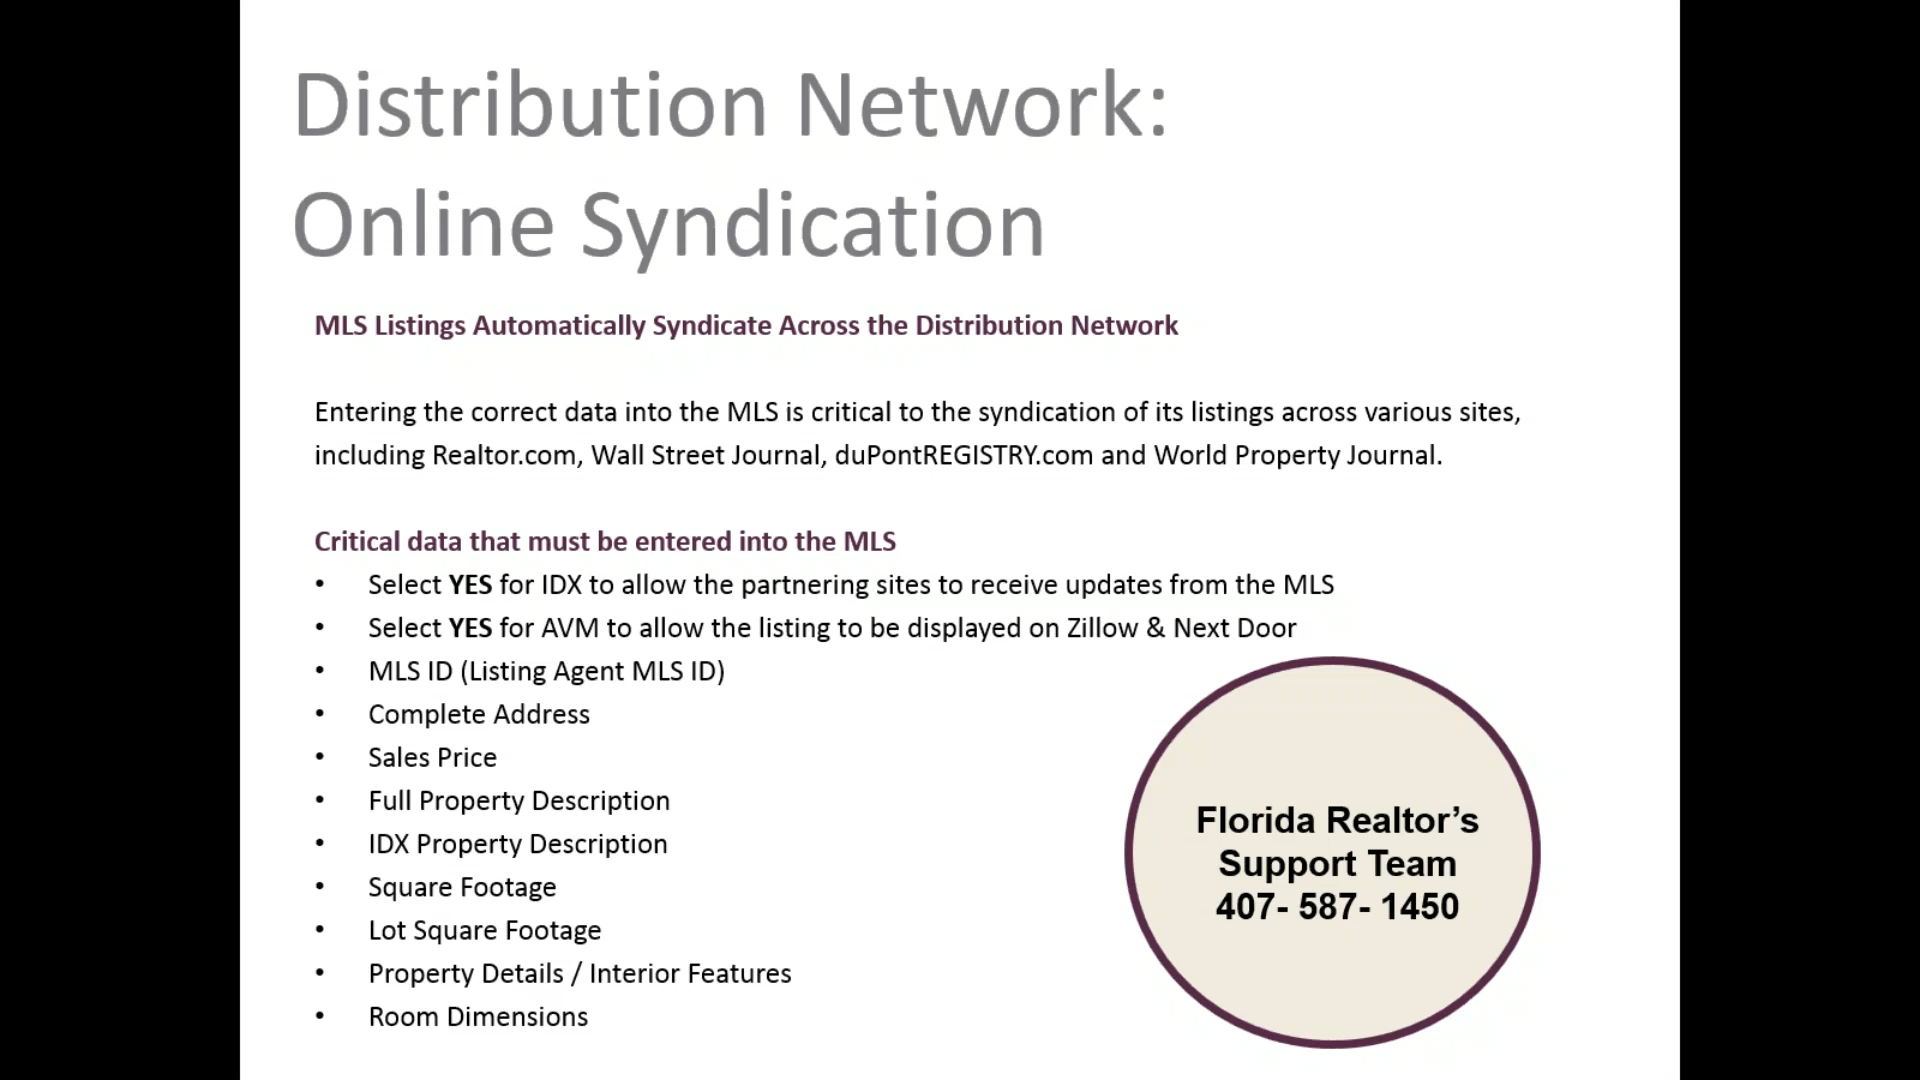 Distribution Network:
Online Syndication
MLS Listings Automatically Syndicate Across the Distribution Network
Entering the correct data into the MLS is critical to the syndication of its listings across various sites,
including Realtor.com, Wall Street Journal, duPontREGISTRY.com and World Property Journal.
Critical data that must be entered into the MLS
• Select YES for IDX to allow the partnering sites to receive updates from the MLS
• Select YES for AVM to allow the listing to be displayed on Zillow & Next Door
• MLS ID (Listing Agent MLS ID)
• Complete Address
• Sales Price
• Full Property Description
• IDX Property Description
• Square Footage
• Lot Square Footage
• Property Details / Interior Features
• Room Dimensions
Florida Realtor’s
Support Team
407- 587- 1450